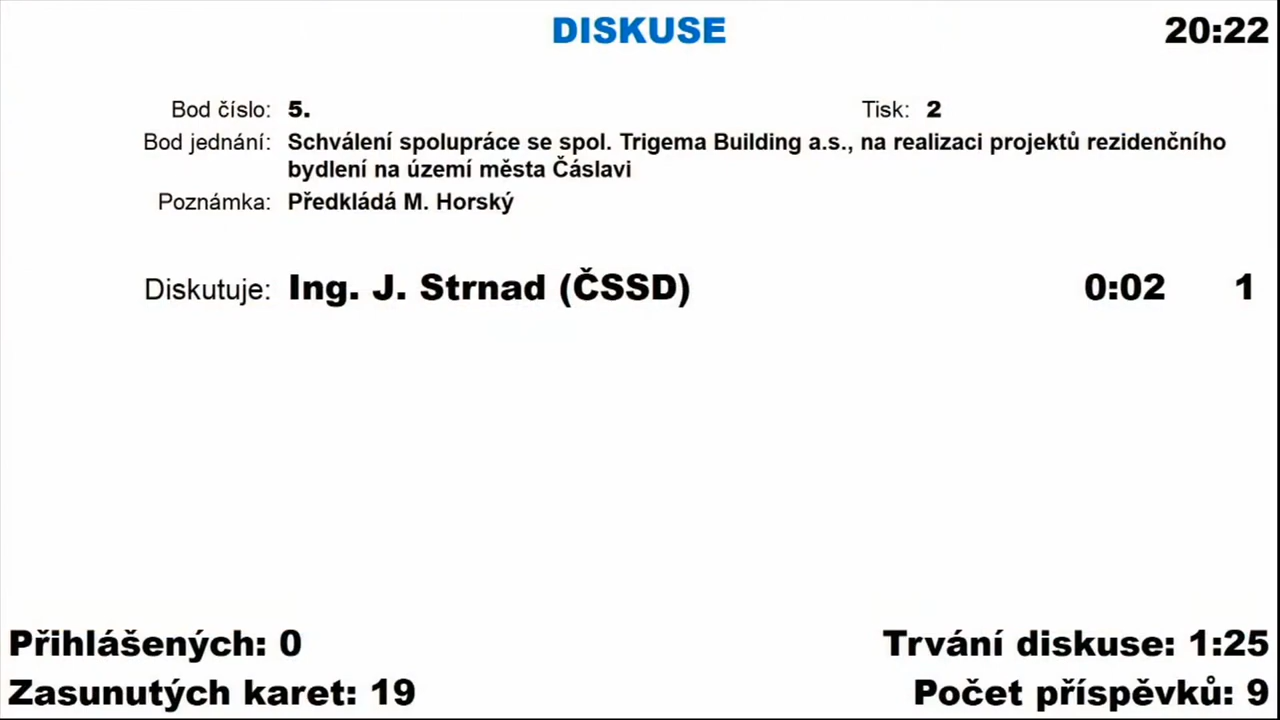 DISKUSE 20:22
Bod číslo: 5. Tisk: 2
Bod jednání: Schválení spolupráce se spol. Trigema Building a.s., na realizaci projektů rezidenčního
bydlení na území města Čáslavi
Poznámka: Předkládá M. Horský
Diskutuje: Ing. J. Strnad (ČSSD) 0:02 1
Přihlášených: 0 Trvání diskuse: 1:25
Zasunutých karet: 19 Počet příspěvků: 9